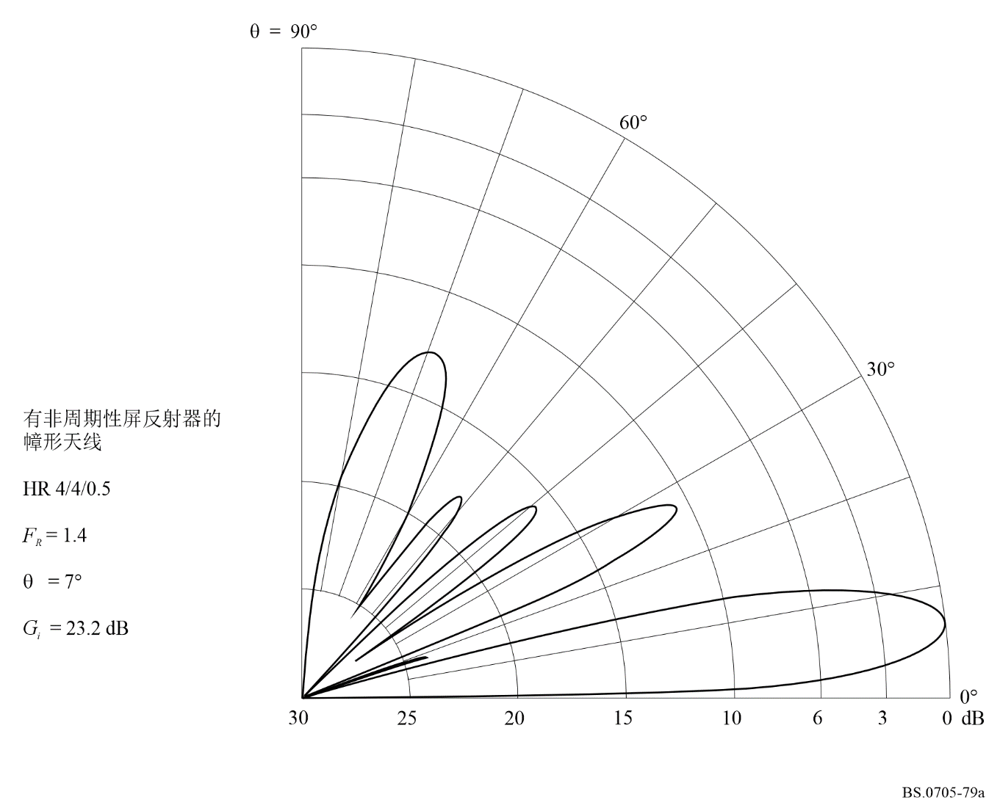 θ = 90°
60°
30°
有非周期性屏反射器的
幛形天线
HR 4/4/0.5
F_R = 1.4
θ = 7°
G_i = 23.2 dB
0°
30 25 20 15 10 6 3 0 dB
BS.0705-79a